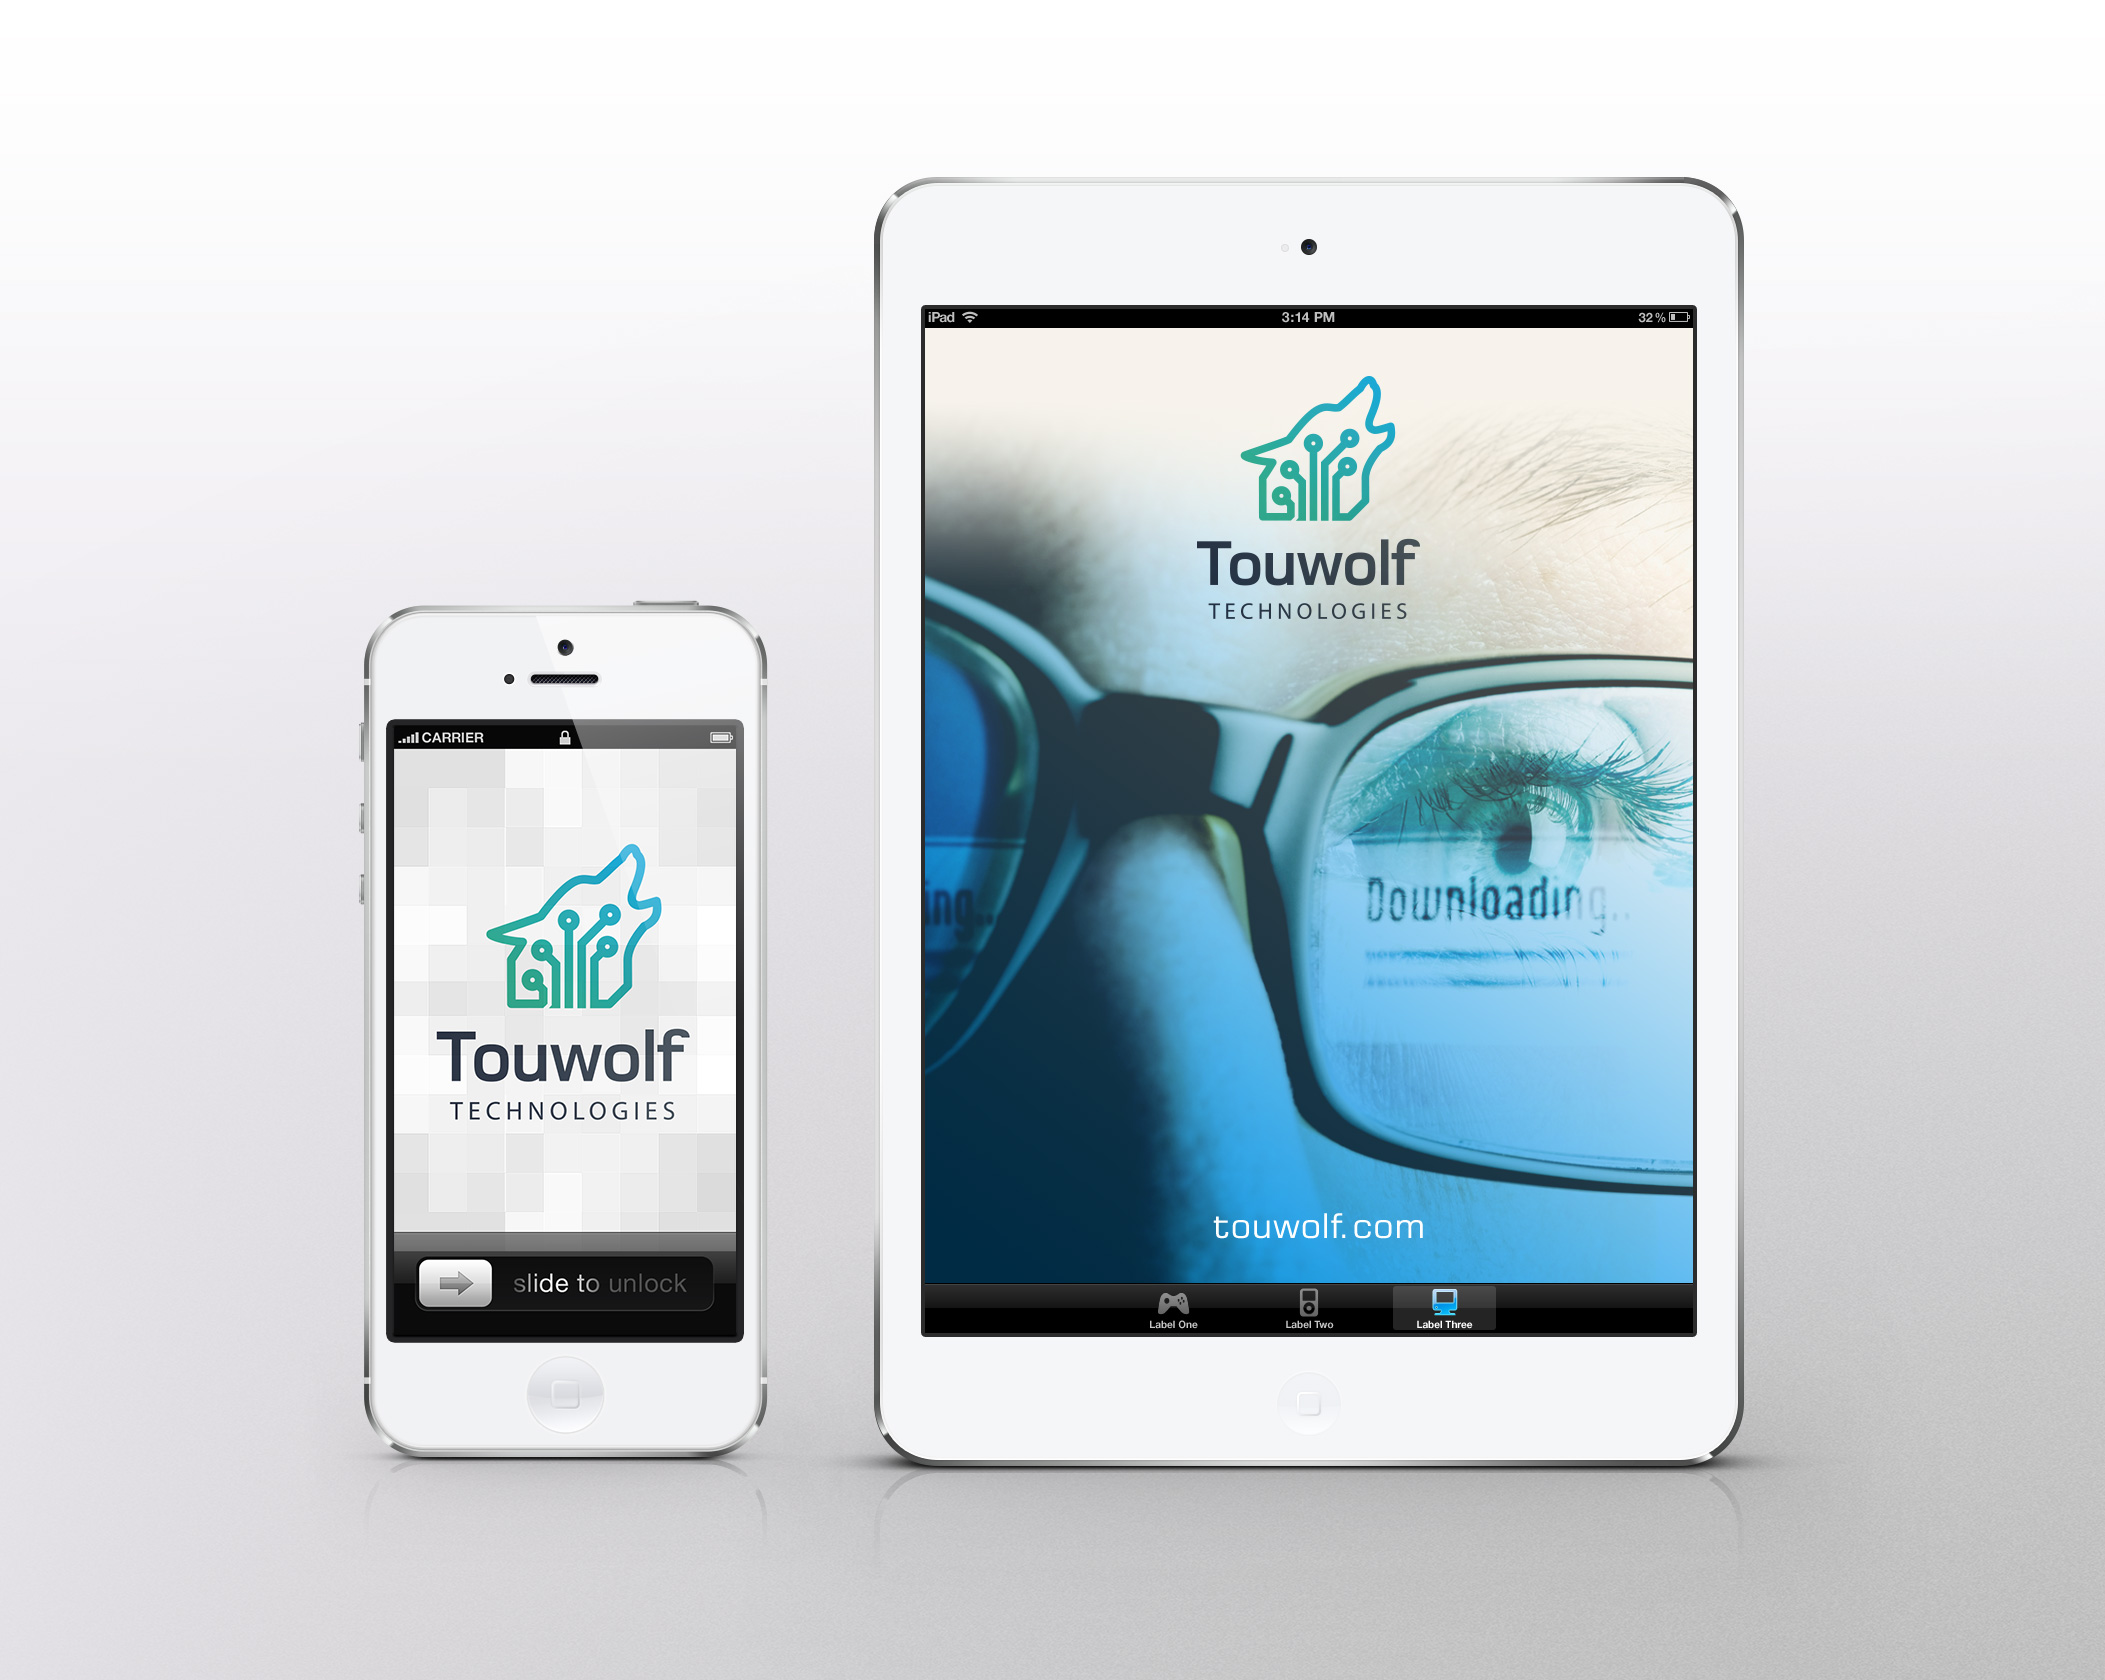 CARRIER
Touwolf
TECHNOLOGIES
slide to unlock
iPad
3:14 PM
32 %
Touwolf
TECHNOLOGIES
ing..
Downloading..
touwolf.com
Label One
Label Two
Label Three